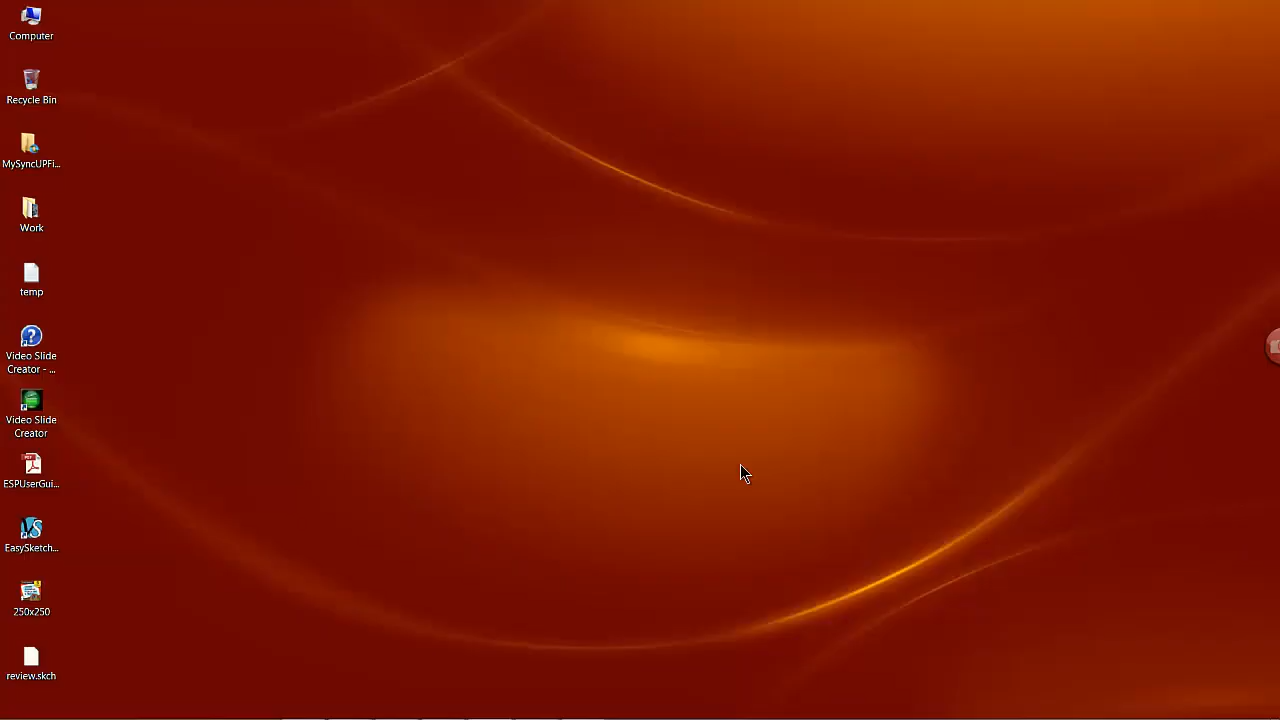 Computer
Recycle Bin
MySyncUPFi...
Work
temp
Video Slide
Creator - ...
Video Slide
Creator
ESPUserGui...
EasySketch...
250x250
review.skch